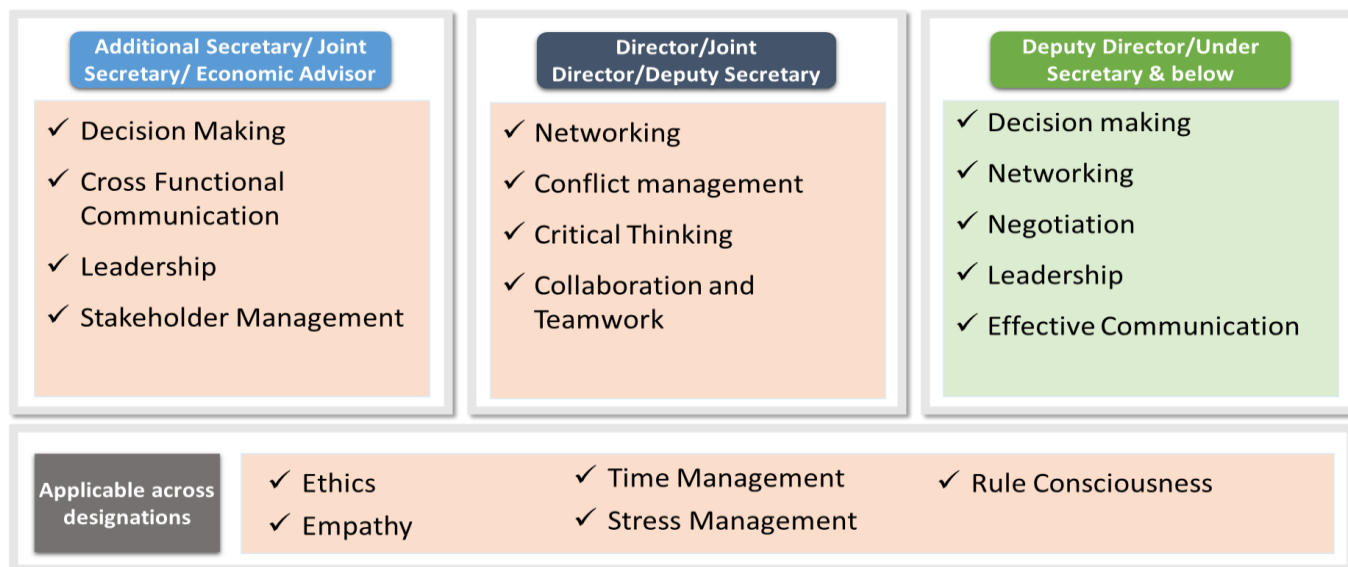 Additional Secretary/ Joint
Secretary/ Economic Advisor
✓ Decision Making
✓ Cross Functional
Communication
✓ Leadership
✓ Stakeholder Management
Director/Joint
Director/Deputy Secretary
✓ Networking
✓ Conflict management
✓ Critical Thinking
✓ Collaboration and
Teamwork
Deputy Director/Under
Secretary & below
✓ Decision making
✓ Networking
✓ Negotiation
✓ Leadership
✓ Effective Communication
Applicable across
designations
✓ Ethics
✓ Empathy
✓ Time Management
✓ Stress Management
✓ Rule Consciousness